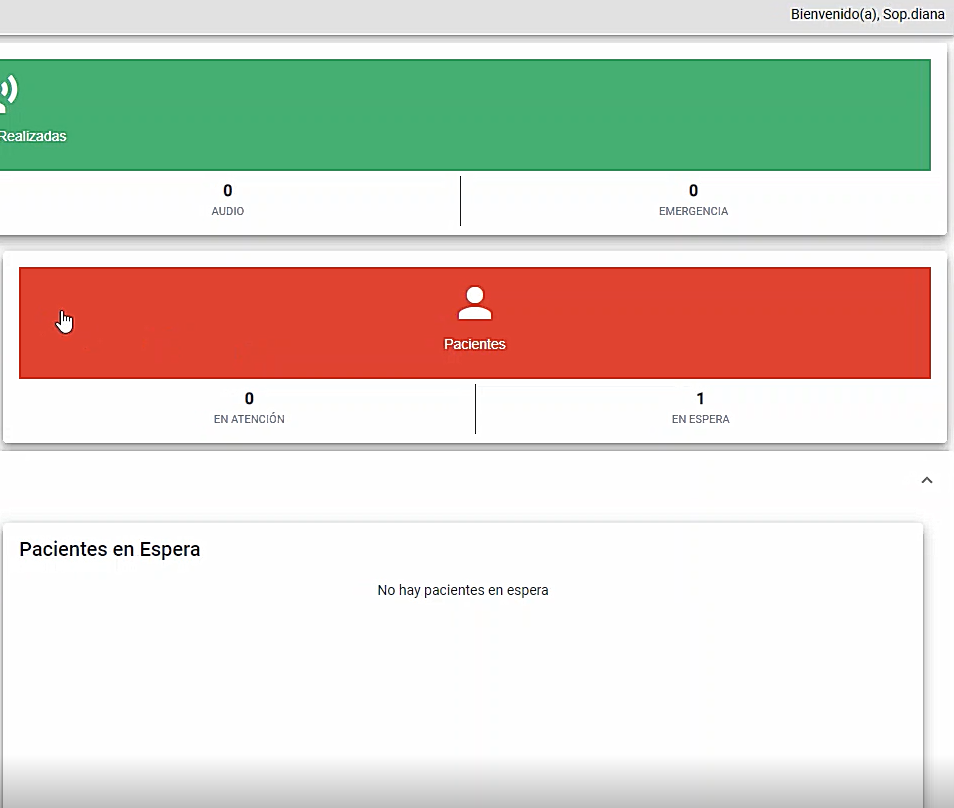 Bienvenido(a), Sop.diana
Realizadas
0
AUDIO
0
EMERGENCIA
Pacientes
0
EN ATENCIÓN
1
EN ESPERA
Pacientes en Espera
No hay pacientes en espera